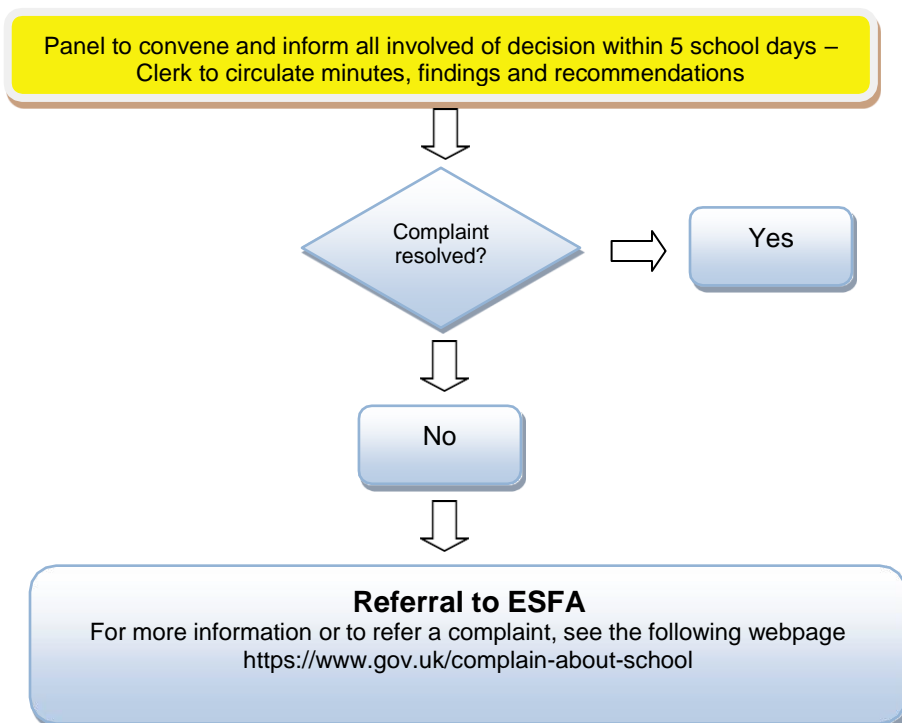 Panel to convene and inform all involved of decision within 5 school days –
Clerk to circulate minutes, findings and recommendations
Complaint
resolved?
Yes
No
Referral to ESFA
For more information or to refer a complaint, see the following webpage
https://www.gov.uk/complain-about-school